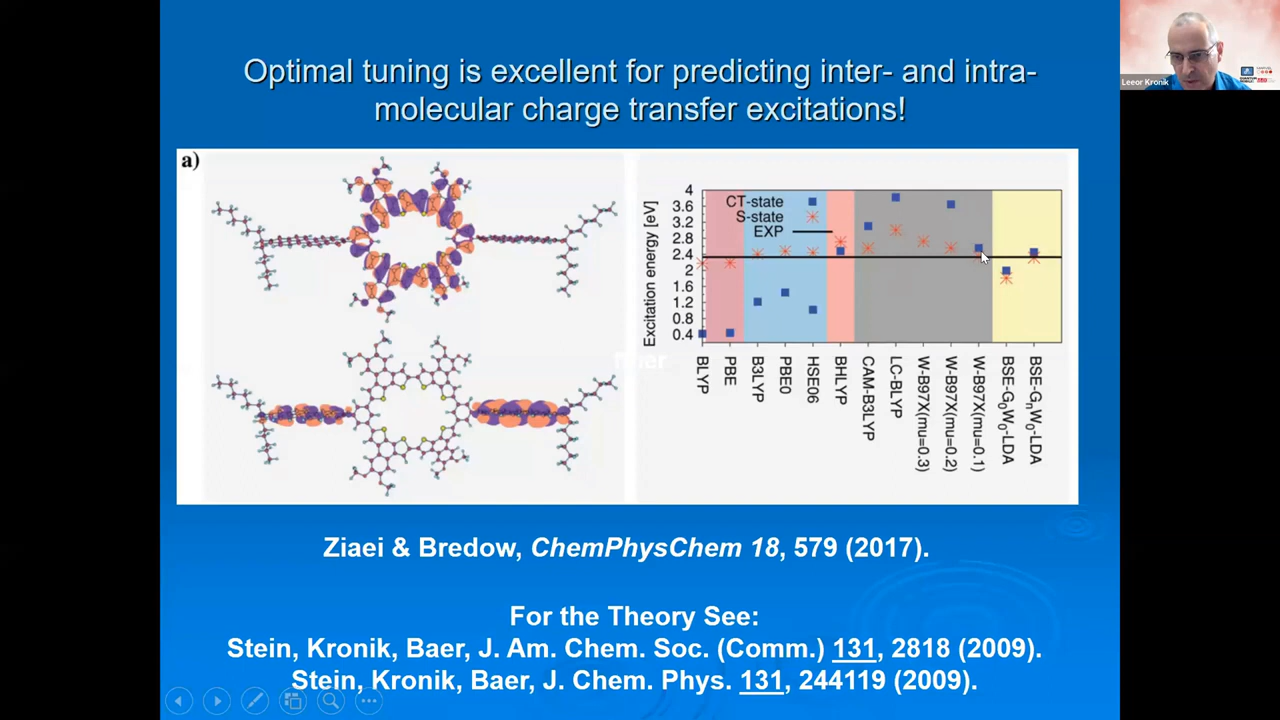 Optimal tuning is excellent for predicting inter- and intra-
molecular charge transfer excitations!
Leeor Kronik
a)
CT-state
S-state
EXP
Excitation energy [eV]
4
3.6
3.2
2.8
2.4
2
1.6
1.2
0.8
0.4
BLYP
PBE
B3LYP
PBE0
HSE06
BHLYP
CAM-B3LYP
LC-BLYP
W-B97X(mu=0.3)
W-B97X(mu=0.2)
W-B97X(mu=0.1)
BSE-G₀W₀-LDA
BSE-GₙW₀-LDA
Ziaei & Bredow, ChemPhysChem 18, 579 (2017).
For the Theory See:
Stein, Kronik, Baer, J. Am. Chem. Soc. (Comm.) 131, 2818 (2009).
Stein, Kronik, Baer, J. Chem. Phys. 131, 244119 (2009).